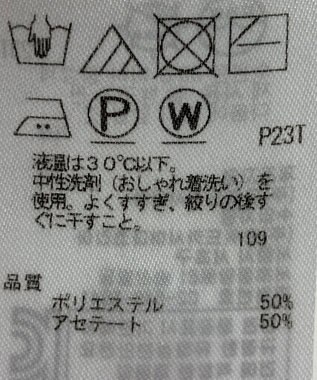 P W
P23T
液温は30℃以下。
中性洗剤（おしゃれ着洗い）を
使用。よくすすぎ、絞りの後す
ぐに干すこと。
109
品質
ポリエステル 50%
アセテート 50%